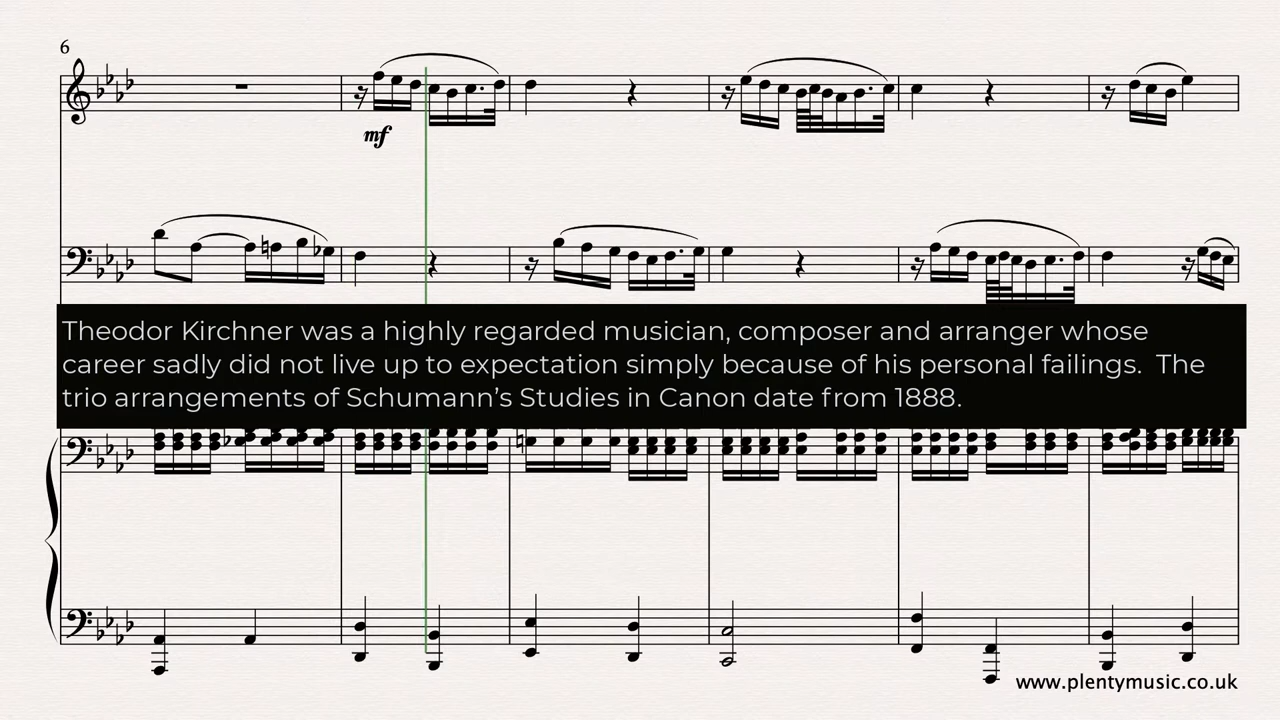 6
mf
Theodor Kirchner was a highly regarded musician, composer and arranger whose
career sadly did not live up to expectation simply because of his personal failings.  The
trio arrangements of Schumann’s Studies in Canon date from 1888.
www.plentymusic.co.uk